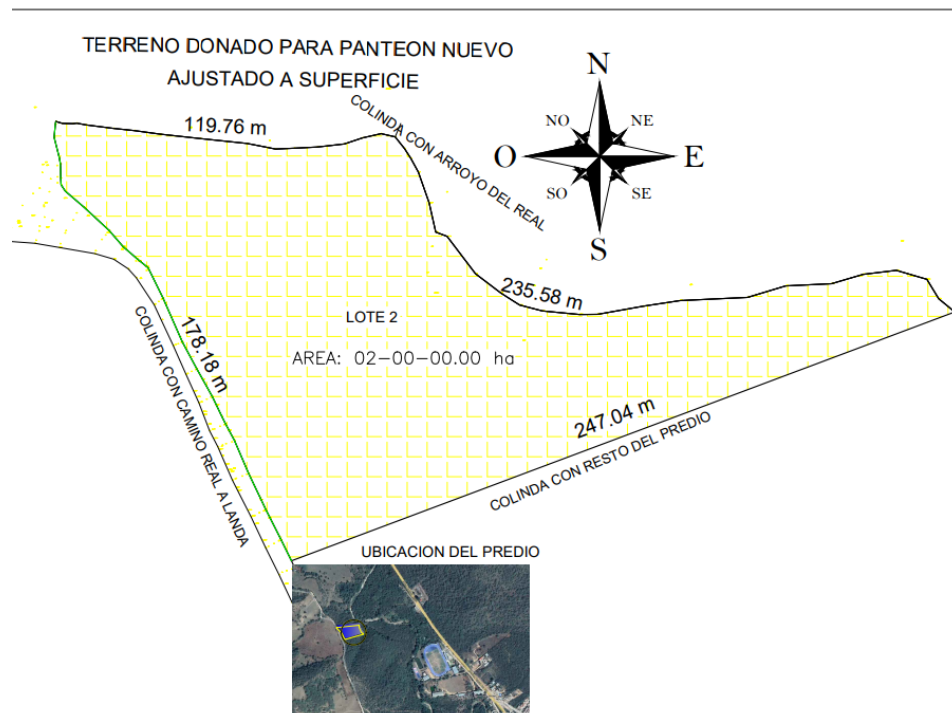 TERRENO DONADO PARA PANTEON NUEVO
AJUSTADO A SUPERFICIE
119.76 m
COLINDA CON ARROYO DEL REAL
N
NO
NE
O
E
SO
SE
S
235.58 m
LOTE 2
AREA: 02-00-00.00 ha
178.18 m
COLINDA CON CAMINO REAL A LANDA
247.04 m
COLINDA CON RESTO DEL PREDIO
UBICACION DEL PREDIO